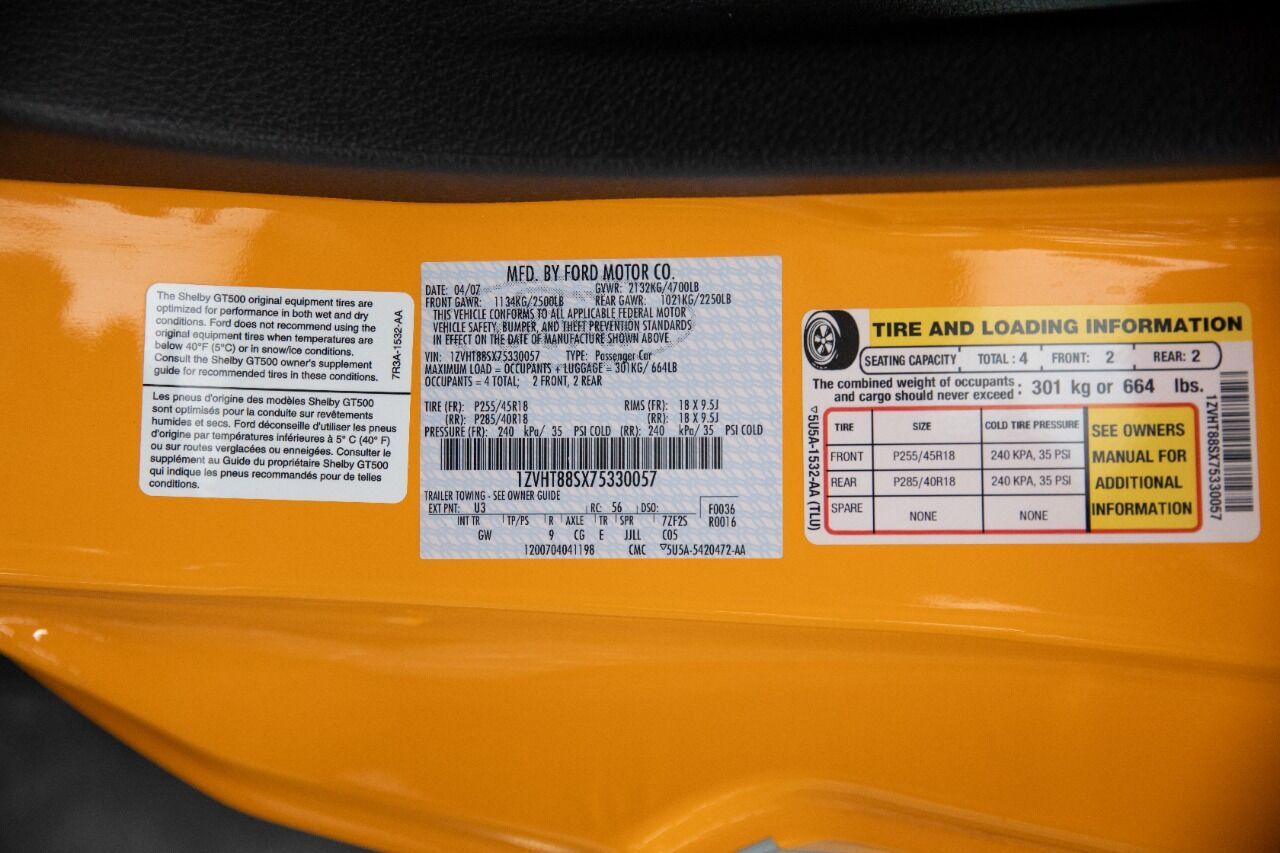 The Shelby GT500 original equipment tires are
optimized for performance in both wet and dry
conditions. Ford does not recommend using the
original equipment tires when temperatures are
below 40°F (5°C) or in snow/ice conditions.
Consult the Shelby GT500 owner's supplement
guide for recommended tires in these conditions.
7R3A-1532-AA
Les pneus d'origine des modèles Shelby GT500
sont optimisés pour la conduite sur revêtements
humides et secs. Ford déconseille d'utiliser les pneus
d'origine par températures inférieures à 5° C (40° F)
ou sur routes verglacées ou enneigées. Consulter le
supplément au Guide du propriétaire Shelby GT500
qui indique les pneus recommandés pour de telles
conditions.
MFD. BY FORD MOTOR CO.
DATE: 04/07 GVWR: 2132KG/4700LB
FRONT GAWR: 1134KG/2500LB REAR GAWR: 1021KG/2250LB
THIS VEHICLE CONFORMS TO ALL APPLICABLE FEDERAL MOTOR
VEHICLE SAFETY, BUMPER, AND THEFT PREVENTION STANDARDS
IN EFFECT ON THE DATE OF MANUFACTURE SHOWN ABOVE.
VIN: 1ZVHT88SX75330057 TYPE: Passenger Car
MAXIMUM LOAD = OCCUPANTS + LUGGAGE = 301KG/ 664LB
OCCUPANTS = 4 TOTAL; 2 FRONT, 2 REAR
TIRE (FR): P255/45R18 RIMS (FR): 18 X 9.5J
(RR): P285/40R18 (RR): 18 X 9.5J
PRESSURE (FR): 240 kPa/ 35 PSI COLD (RR): 240 kPa/ 35 PSI COLD
1ZVHT88SX75330057
TRAILER TOWING - SEE OWNER GUIDE
EXT PNT: U3 RC: 56 DSO: F0036
INT TR TP/PS R AXLE TR SPR 7ZF2S R0016
GW 9 CG E JJLL C05
1200704041198 CMC 5U5A-5420472-AA
TIRE AND LOADING INFORMATION
SEATING CAPACITY TOTAL : 4 FRONT: 2 REAR: 2
The combined weight of occupants
and cargo should never exceed : 301 kg or 664 lbs.
TIRE SIZE COLD TIRE PRESSURE
FRONT P255/45R18 240 KPA, 35 PSI
REAR P285/40R18 240 KPA, 35 PSI
SPARE NONE NONE
SEE OWNERS
MANUAL FOR
ADDITIONAL
INFORMATION
5U5A-1532-AA (TLU)
1ZVHT88SX75330057